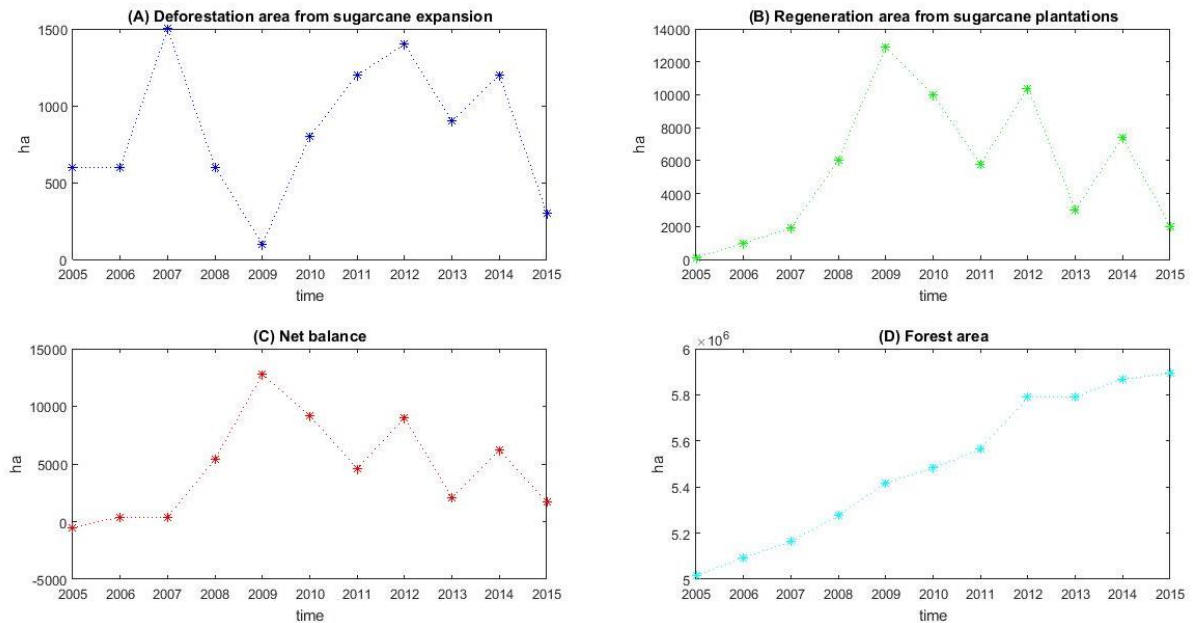 (A) Deforestation area from sugarcane expansion
1500
1000
500
0
ha
2005 2006 2007 2008 2009 2010 2011 2012 2013 2014 2015
time
(B) Regeneration area from sugarcane plantations
14000
12000
10000
8000
6000
4000
2000
0
ha
2005 2006 2007 2008 2009 2010 2011 2012 2013 2014 2015
time
(C) Net balance
15000
10000
5000
0
-5000
ha
2005 2006 2007 2008 2009 2010 2011 2012 2013 2014 2015
time
(D) Forest area
× 10⁶
6
5.8
5.6
5.4
5.2
5
ha
2005 2006 2007 2008 2009 2010 2011 2012 2013 2014 2015
time